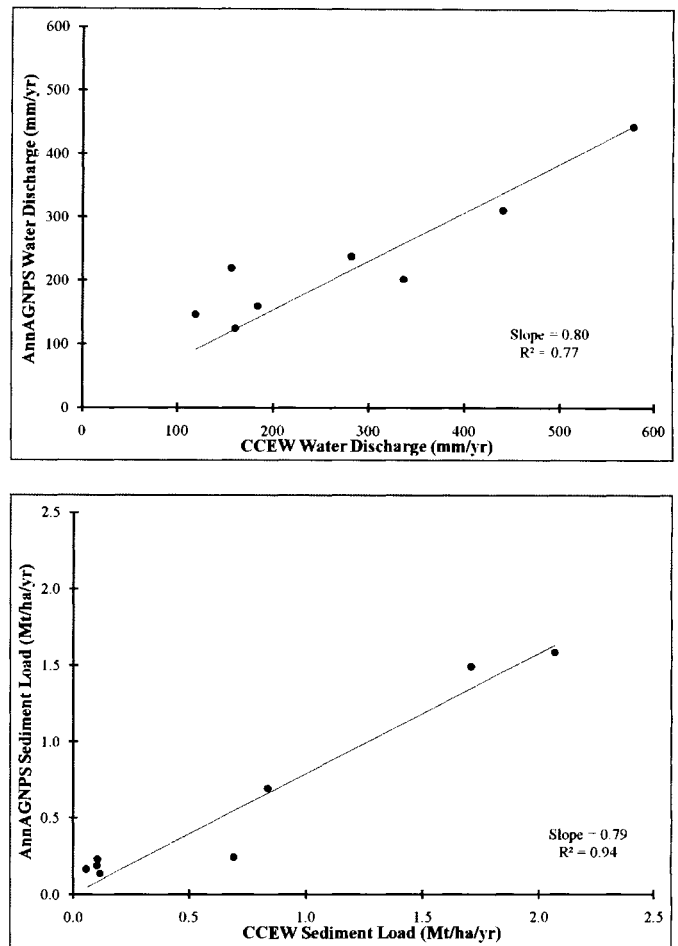 600
500
400
300
200
100
0
AnnAGNPS Water Discharge (mm/yr)
Slope = 0.80
R² = 0.77
0 100 200 300 400 500 600
CCEW Water Discharge (mm/yr)
2.5
2.0
1.5
1.0
0.5
0.0
AnnAGNPS Sediment Load (Mt/ha/yr)
Slope = 0.79
R² = 0.94
0.0 0.5 1.0 1.5 2.0 2.5
CCEW Sediment Load (Mt/ha/yr)